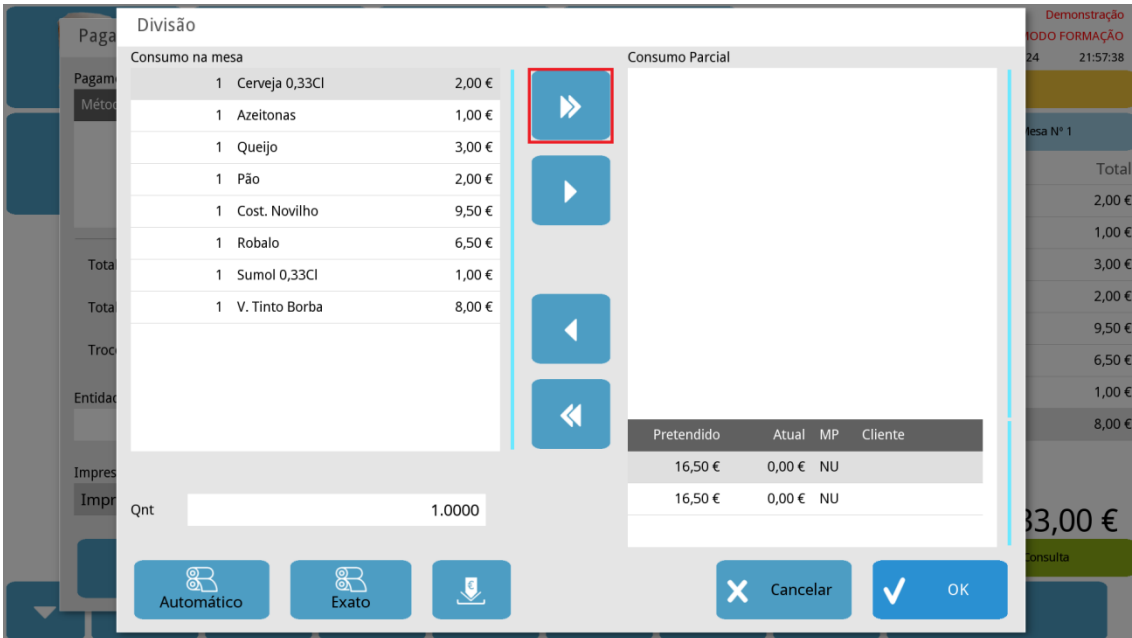 Divisão
Demonstração
Paga
MODO FORMAÇÃO
Consumo na mesa
Consumo Parcial
24 21:57:38
Pagam
Métod
1 Cerveja 0,33Cl 2,00 €
1 Azeitonas 1,00 €
1 Queijo 3,00 €
1 Pão 2,00 €
1 Cost. Novilho 9,50 €
1 Robalo 6,50 €
1 Sumol 0,33Cl 1,00 €
1 V. Tinto Borba 8,00 €
Mesa Nº 1
Total
2,00 €
1,00 €
3,00 €
2,00 €
9,50 €
6,50 €
1,00 €
8,00 €
Tota
Tota
Troco
Entidad
Impres
Impr
Pretendido Atual MP Cliente
16,50 € 0,00 € NU
16,50 € 0,00 € NU
Qnt 1.0000
33,00 €
Consulta
Automático
Exato
€
Cancelar
OK